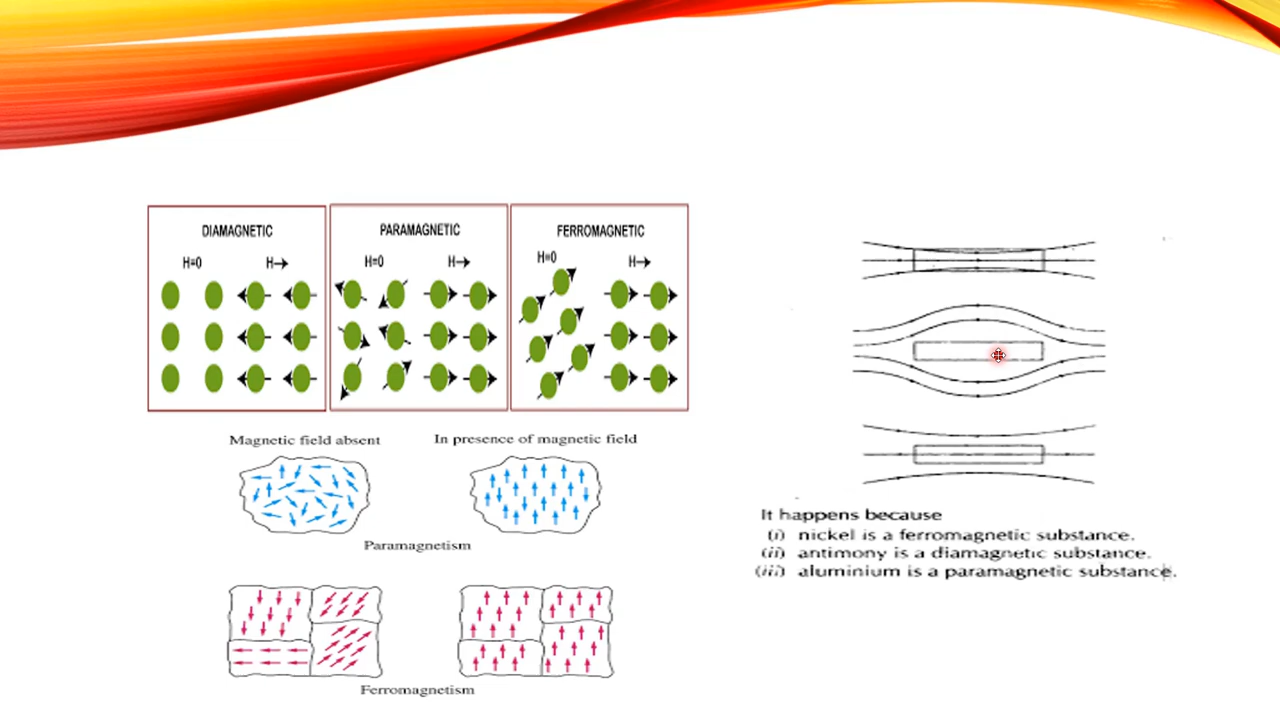 DIAMAGNETIC
H=0 H→
PARAMAGNETIC
H=0 H→
FERROMAGNETIC
H=0 H→
Magnetic field absent In presence of magnetic field
Paramagnetism
Ferromagnetism
It happens because
(i) nickel is a ferromagnetic substance.
(ii) antimony is a diamagnetic substance.
(iii) aluminium is a paramagnetic substance.